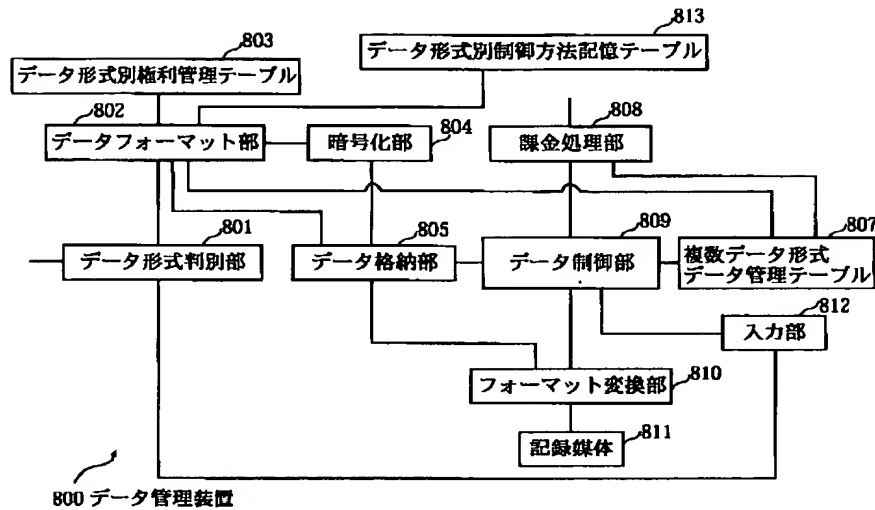 803
813
データ形式別権利管理テーブル
データ形式別制御方法記憶テーブル
802
804
808
データフォーマット部
暗号化部
課金処理部
801
805
809
807
データ形式判別部
データ格納部
データ制御部
複数データ形式
データ管理テーブル
812
入力部
フォーマット変換部
810
記録媒体
811
800 データ管理装置